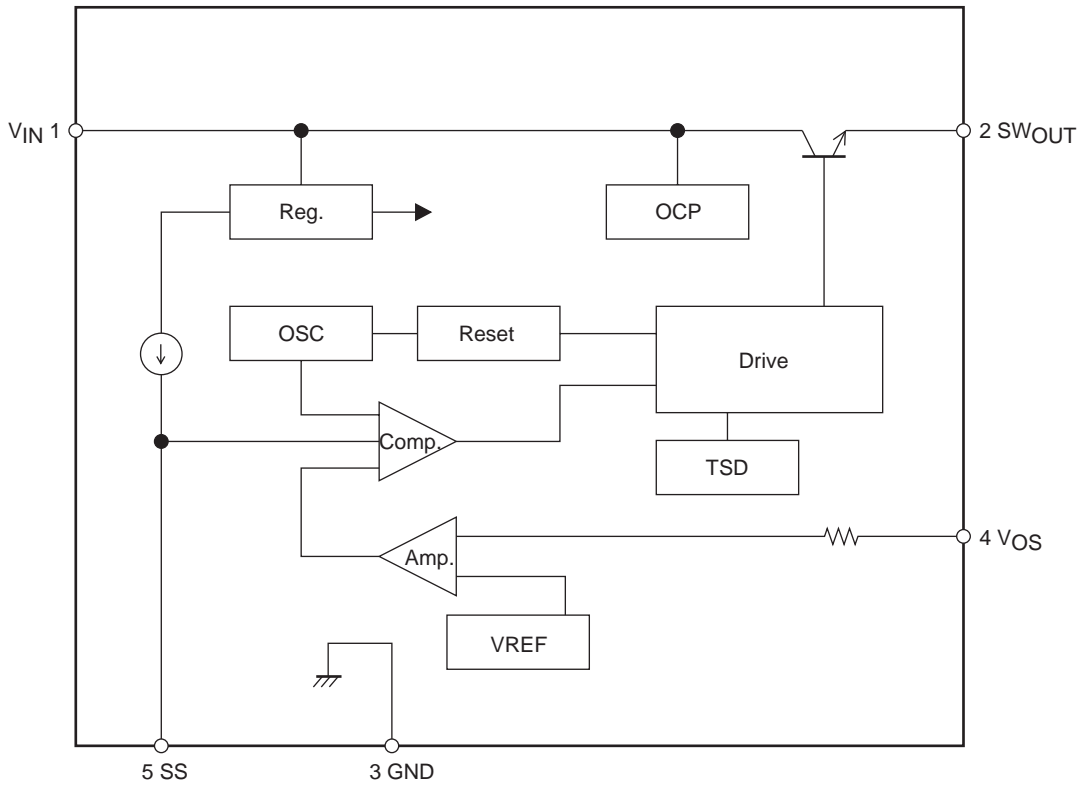 VIN 1
2 SWOUT
Reg.
OCP
OSC
Reset
Drive
Comp.
TSD
Amp.
4 VOS
VREF
5 SS
3 GND